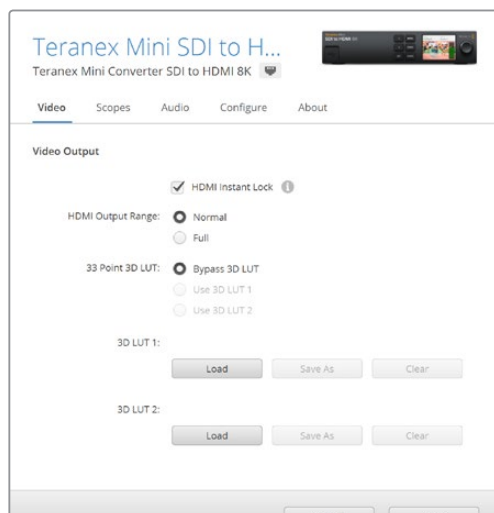 Teranex Mini SDI to H...
Teranex Mini Converter SDI to HDMI 8K
Video Scopes Audio Configure About
Video Output
HDMI Instant Lock
HDMI Output Range: Normal
Full
33 Point 3D LUT: Bypass 3D LUT
Use 3D LUT 1
Use 3D LUT 2
3D LUT 1:
Load Save As Clear
3D LUT 2:
Load Save As Clear